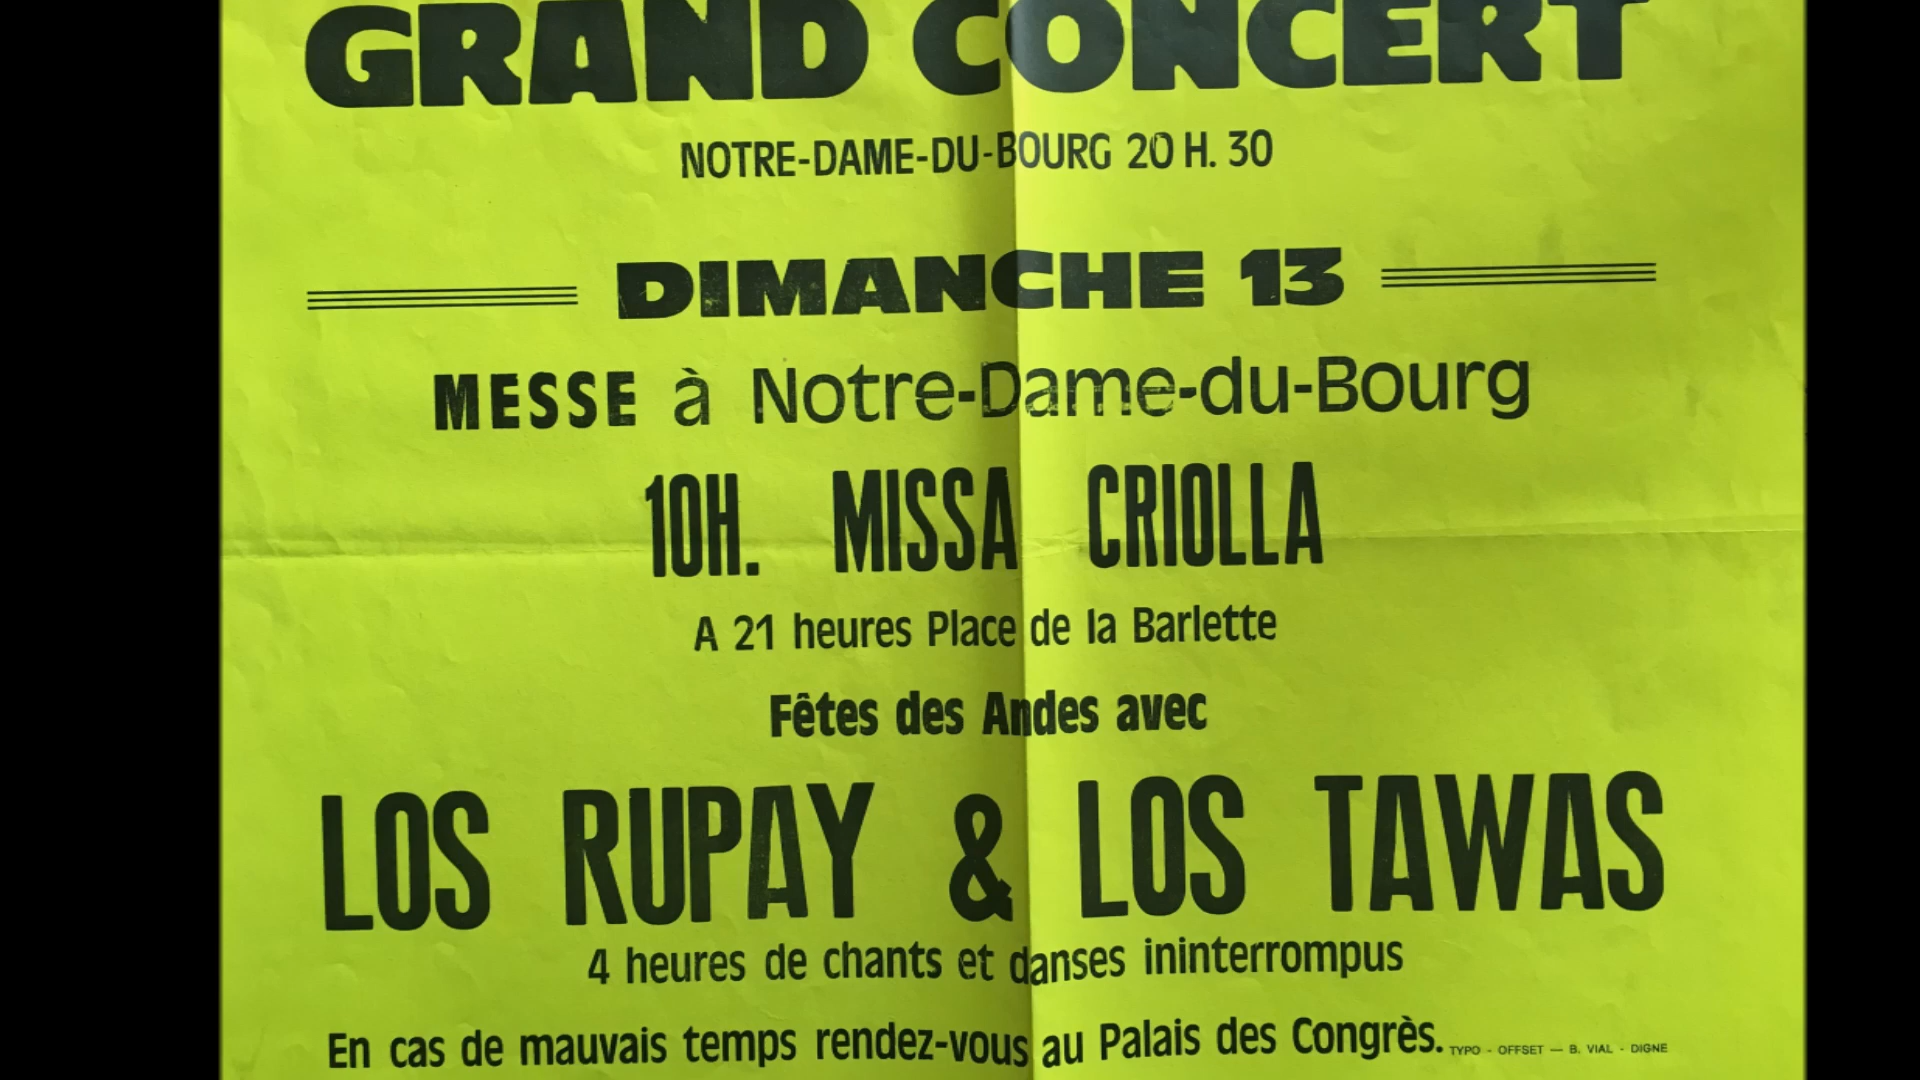 GRAND CONCERT
NOTRE-DAME-DU-BOURG 20 H. 30
DIMANCHE 13
MESSE à Notre-Dame-du-Bourg
10H. MISSA CRIOLLA
A 21 heures Place de la Barlette
Fêtes des Andes avec
LOS RUPAY & LOS TAWAS
4 heures de chants et danses ininterrompus
En cas de mauvais temps rendez-vous au Palais des Congrès. TYPO - OFFSET — B. VIAL - DIGNE